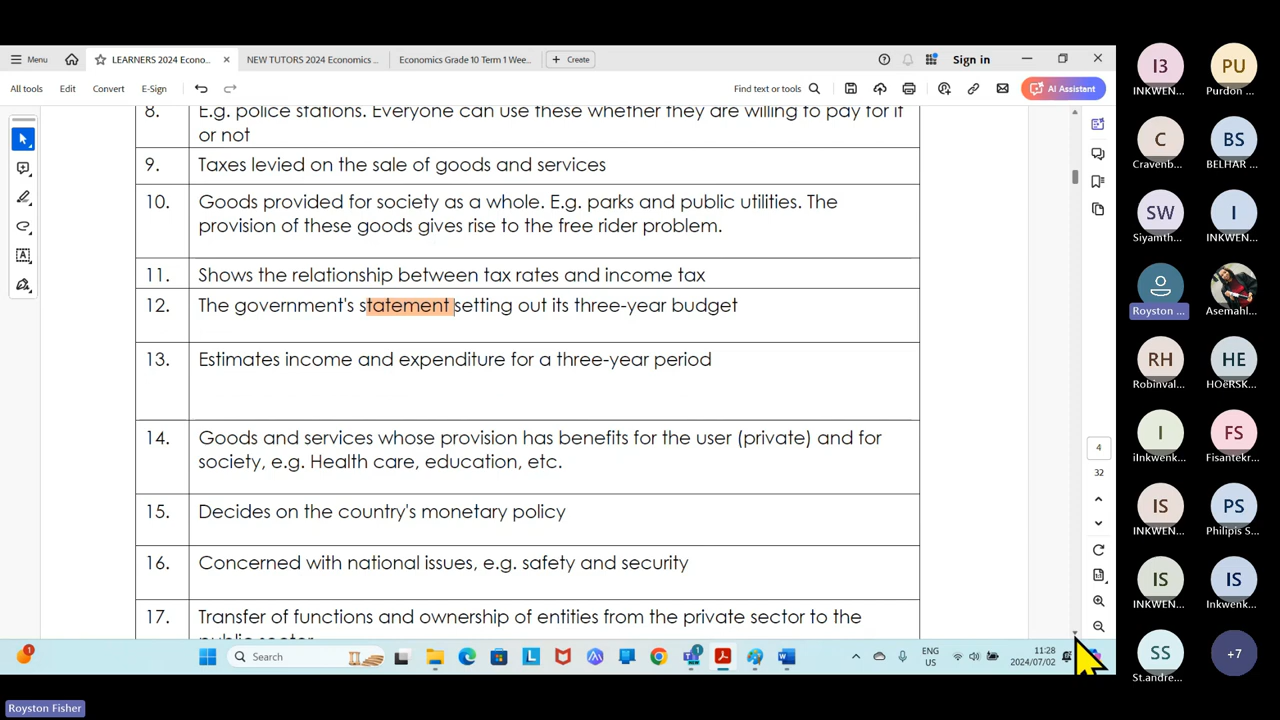 Menu
LEARNERS 2024 Econo...
NEW TUTORS 2024 Economics ...
Economics Grade 10 Term 1 Wee...
Create
Sign in
All tools
Edit
Convert
E-Sign
Find text or tools
AI Assistant
8. E.g. police stations. Everyone can use these whether they are willing to pay for it
or not
9. Taxes levied on the sale of goods and services
10. Goods provided for society as a whole. E.g. parks and public utilities. The
provision of these goods gives rise to the free rider problem.
11. Shows the relationship between tax rates and income tax
12. The government's statement setting out its three-year budget
13. Estimates income and expenditure for a three-year period
14. Goods and services whose provision has benefits for the user (private) and for
society, e.g. Health care, education, etc.
15. Decides on the country's monetary policy
16. Concerned with national issues, e.g. safety and security
17. Transfer of functions and ownership of entities from the private sector to the
public sector
4
32
Search
1
1
ENG
US
11:28
2024/07/02
Royston Fisher
I3
INKWEN...
PU
Purdon ...
C
Cravenb...
BS
BELHAR ...
SW
Siyamth...
I
INKWEN...
Royston ...
Asemahl...
RH
Robinval...
HE
HOërSK...
I
iInkwenk...
FS
Fisantekr...
IS
INKWEN...
PS
Philipis S...
IS
INKWEN...
IS
Inkwenk...
SS
St.andre...
+7